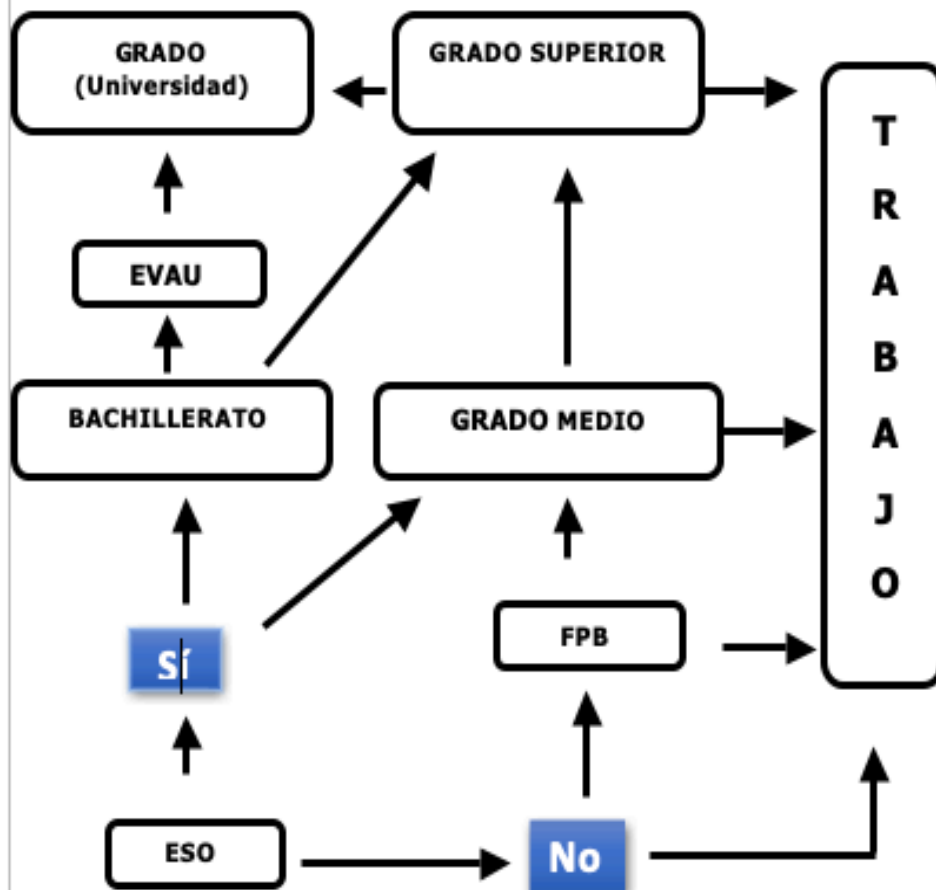 GRADO
(Universidad)
GRADO SUPERIOR
T
R
A
B
A
J
O
EVAU
BACHILLERATO
GRADO MEDIO
Sí
FPB
ESO
No